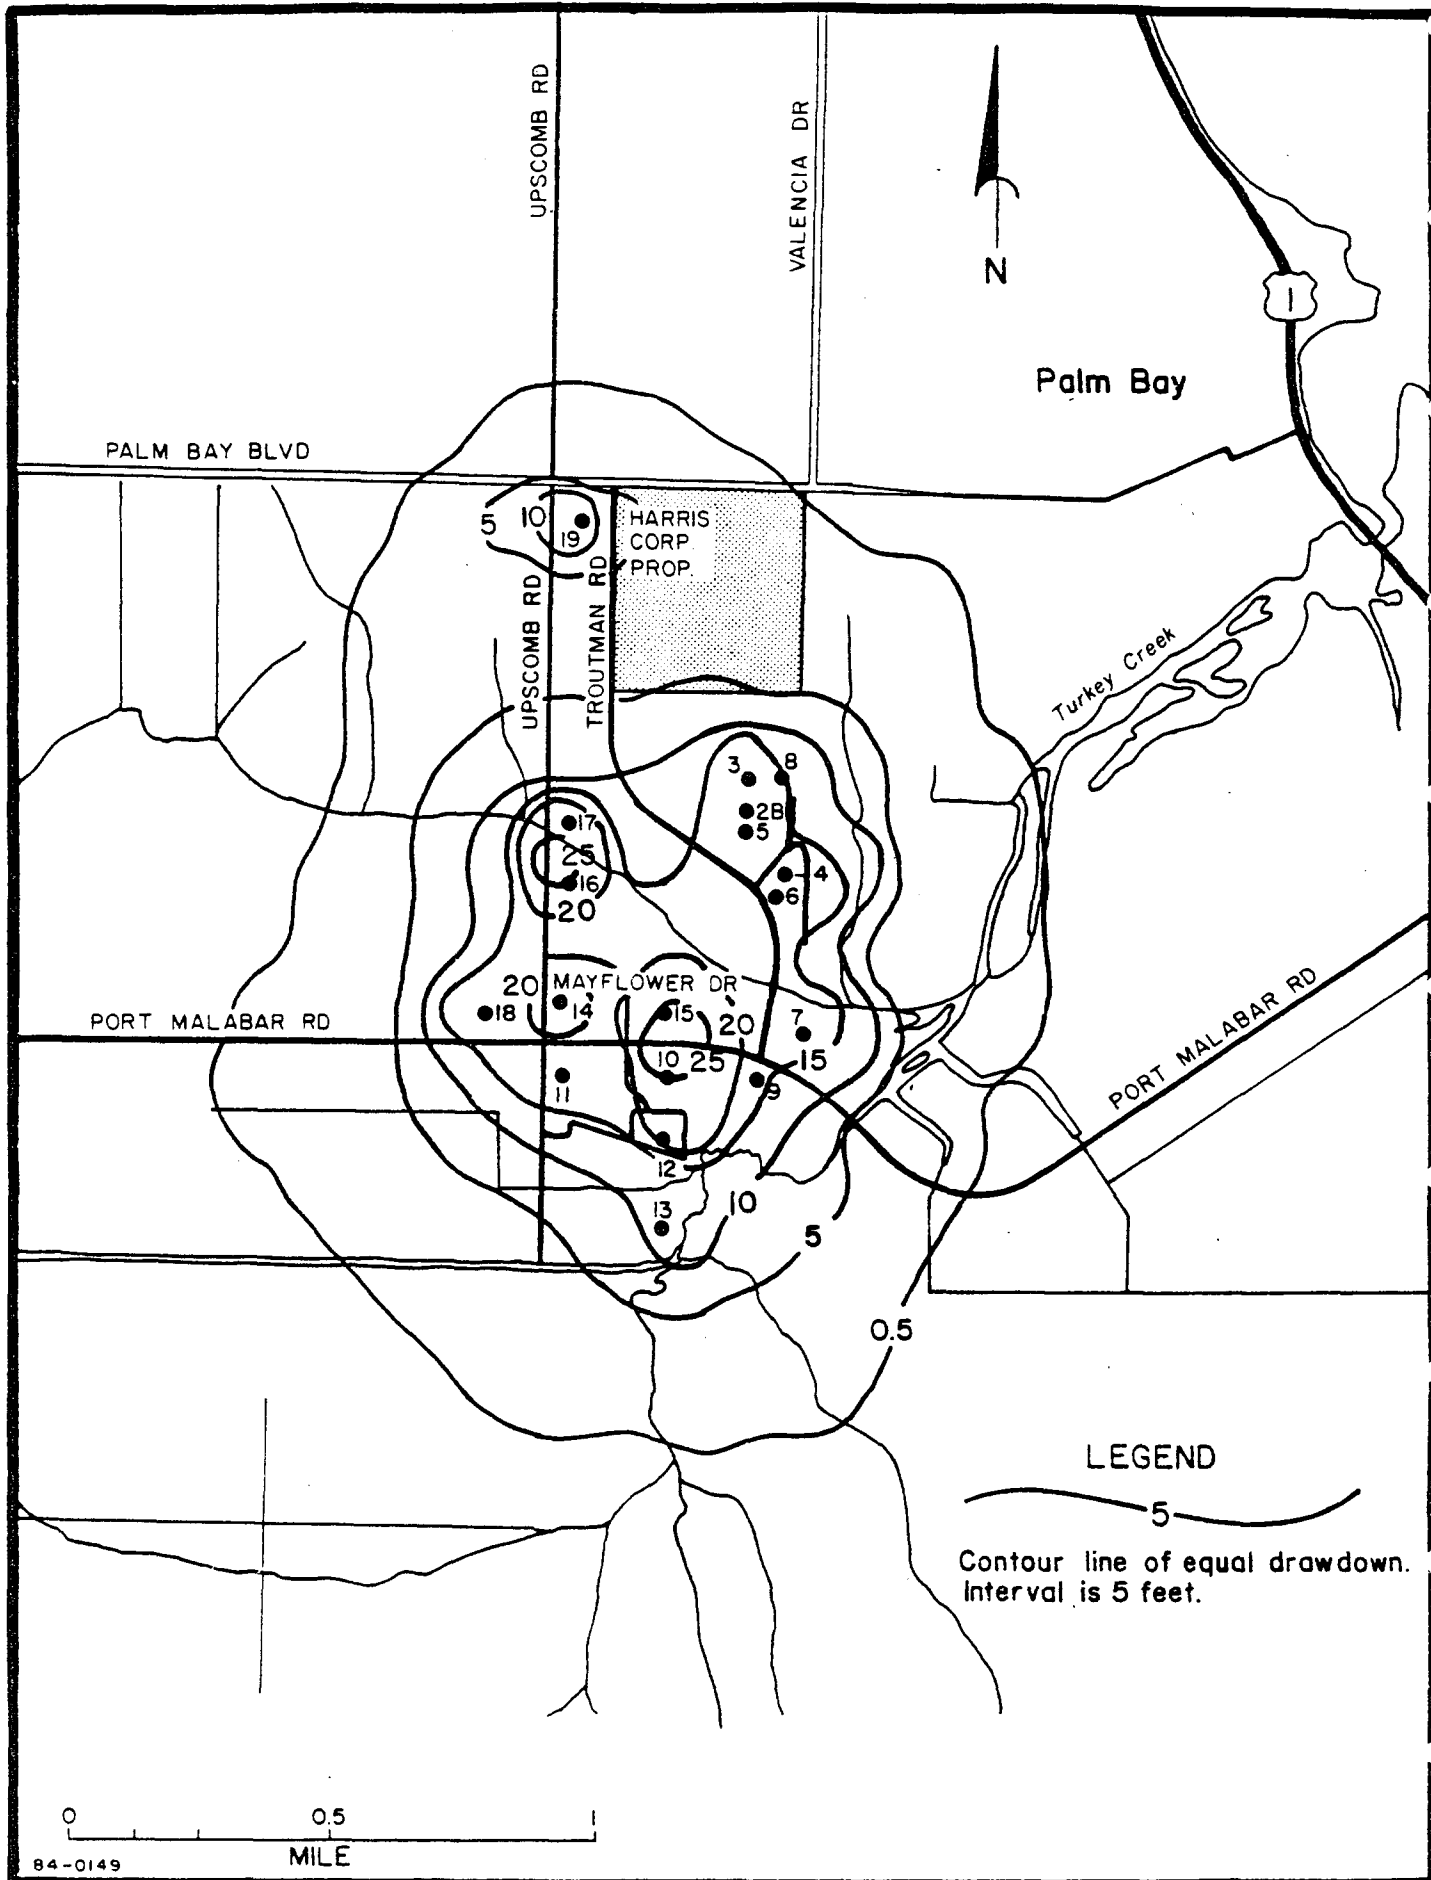 UPSCOMB RD
VALENCIA DR
N
1
Palm Bay
PALM BAY BLVD
5
10
19
HARRIS
CORP.
PROP.
UPSCOMB RD
TROUTMAN RD
Turkey Creek
3
8
2B
5
17
25
16
4
6
20
20
MAYFLOWER DR
18
14
15
20
7
PORT MALABAR RD
10
25
15
11
9
12
13
10
5
0.5
PORT MALABAR RD
LEGEND
5
Contour line of equal drawdown.
Interval is 5 feet.
0
0.5
1
MILE
84-0149